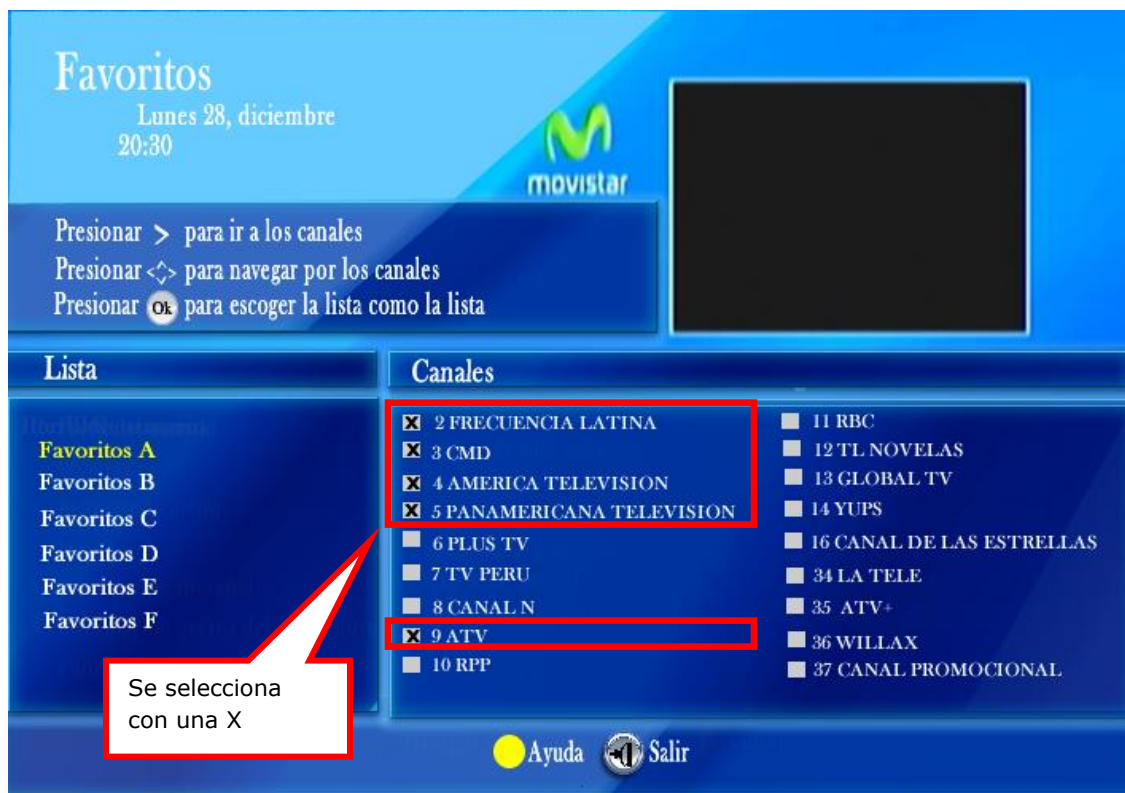 Favoritos
Lunes 28, diciembre
20:30
movistar
Presionar > para ir a los canales
Presionar <> para navegar por los canales
Presionar Ok para escoger la lista como la lista
Lista
Canales
Favoritos A
Favoritos B
Favoritos C
Favoritos D
Favoritos E
Favoritos F
X 2 FRECUENCIA LATINA
X 3 CMD
X 4 AMERICA TELEVISION
X 5 PANAMERICANA TELEVISION
6 PLUS TV
7 TV PERU
8 CANAL N
X 9 ATV
10 RPP
11 RBC
12 TL NOVELAS
13 GLOBAL TV
14 YUPS
16 CANAL DE LAS ESTRELLAS
34 LA TELE
35 ATV+
36 WILLAX
37 CANAL PROMOCIONAL
Se selecciona
con una X
Ayuda
Salir